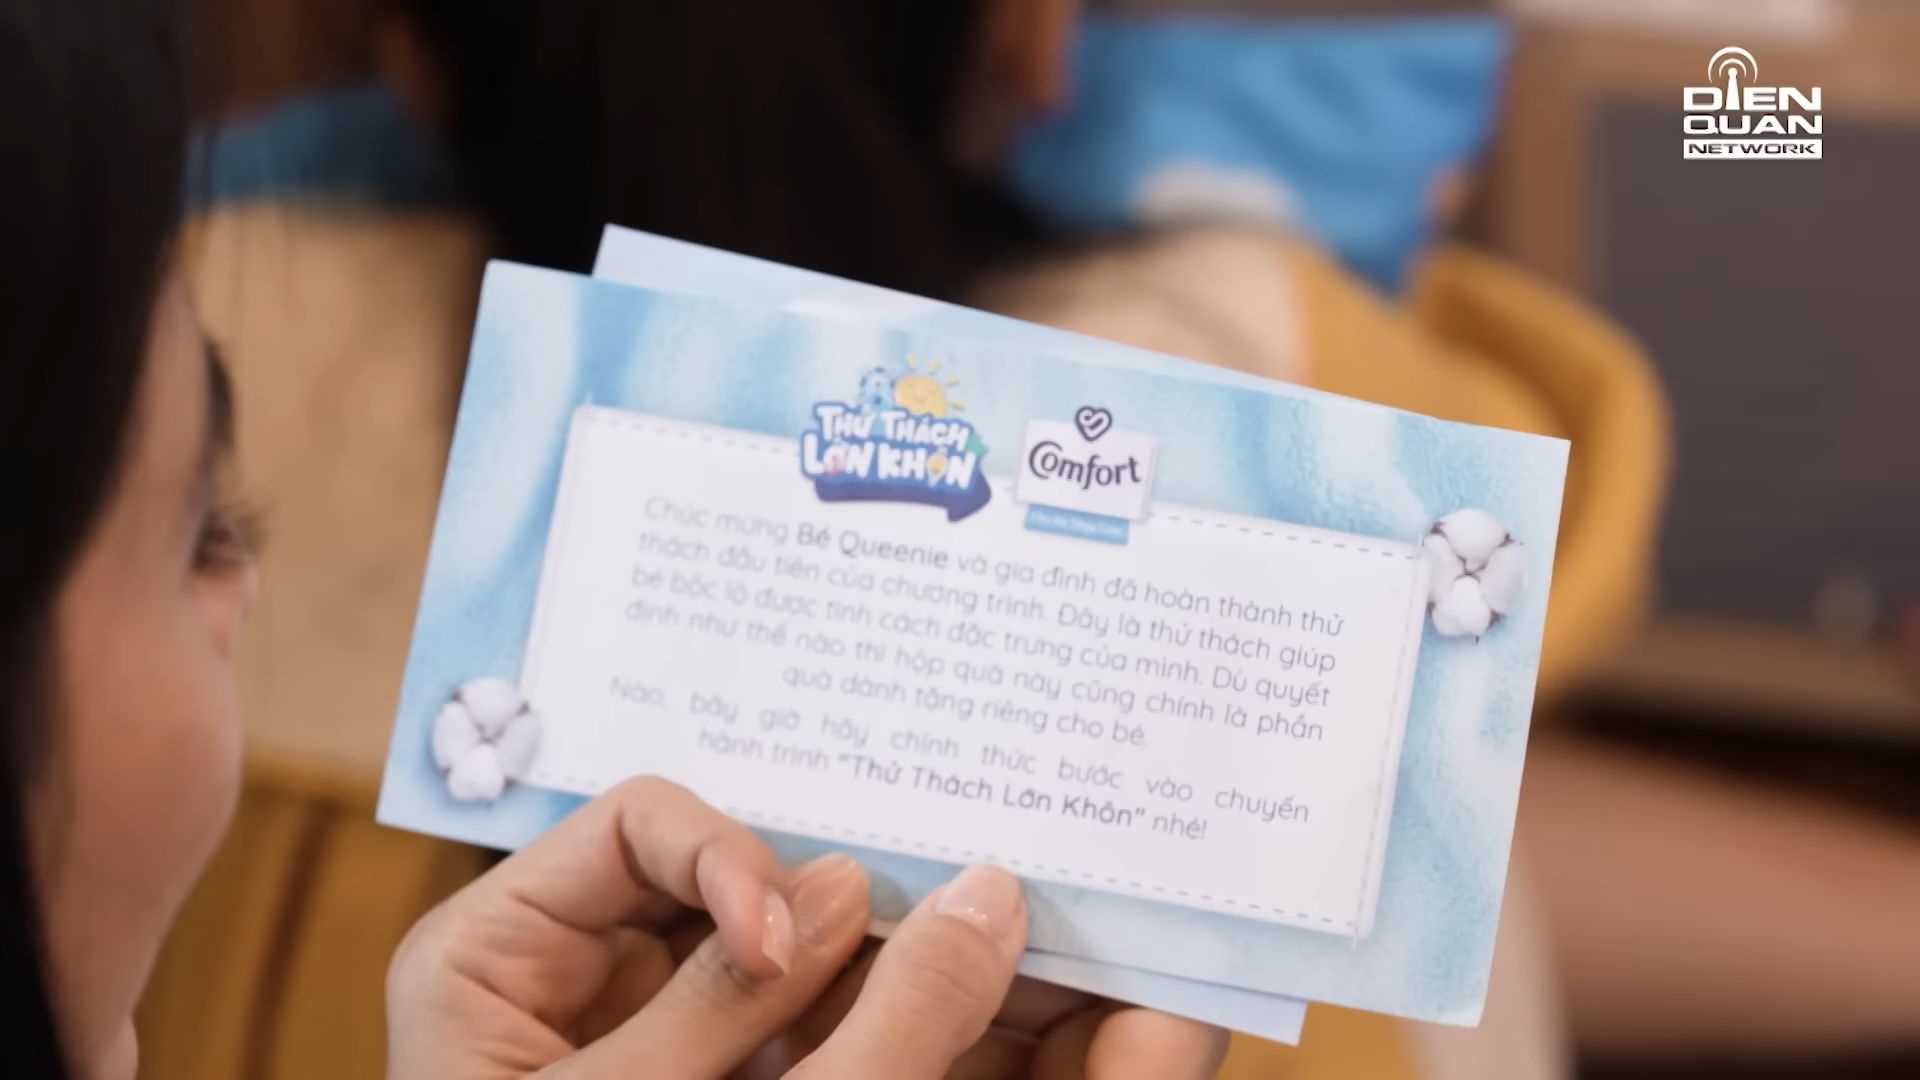 DIEN
QUAN
NETWORK
THỬ THÁCH
LỚN KHÔN
Comfort
Chúc mừng Bé Queenie và gia đình đã hoàn thành thử
thách đầu tiên của chương trình. Đây là thử thách giúp
bé bộc lộ được tính cách đặc trưng của mình. Dù quyết
định như thế nào thì hộp quà này cũng chính là phần
quà dành tặng riêng cho bé.
Nào, bây giờ hãy chính thức bước vào chuyến
hành trình "Thử Thách Lớn Khôn" nhé!